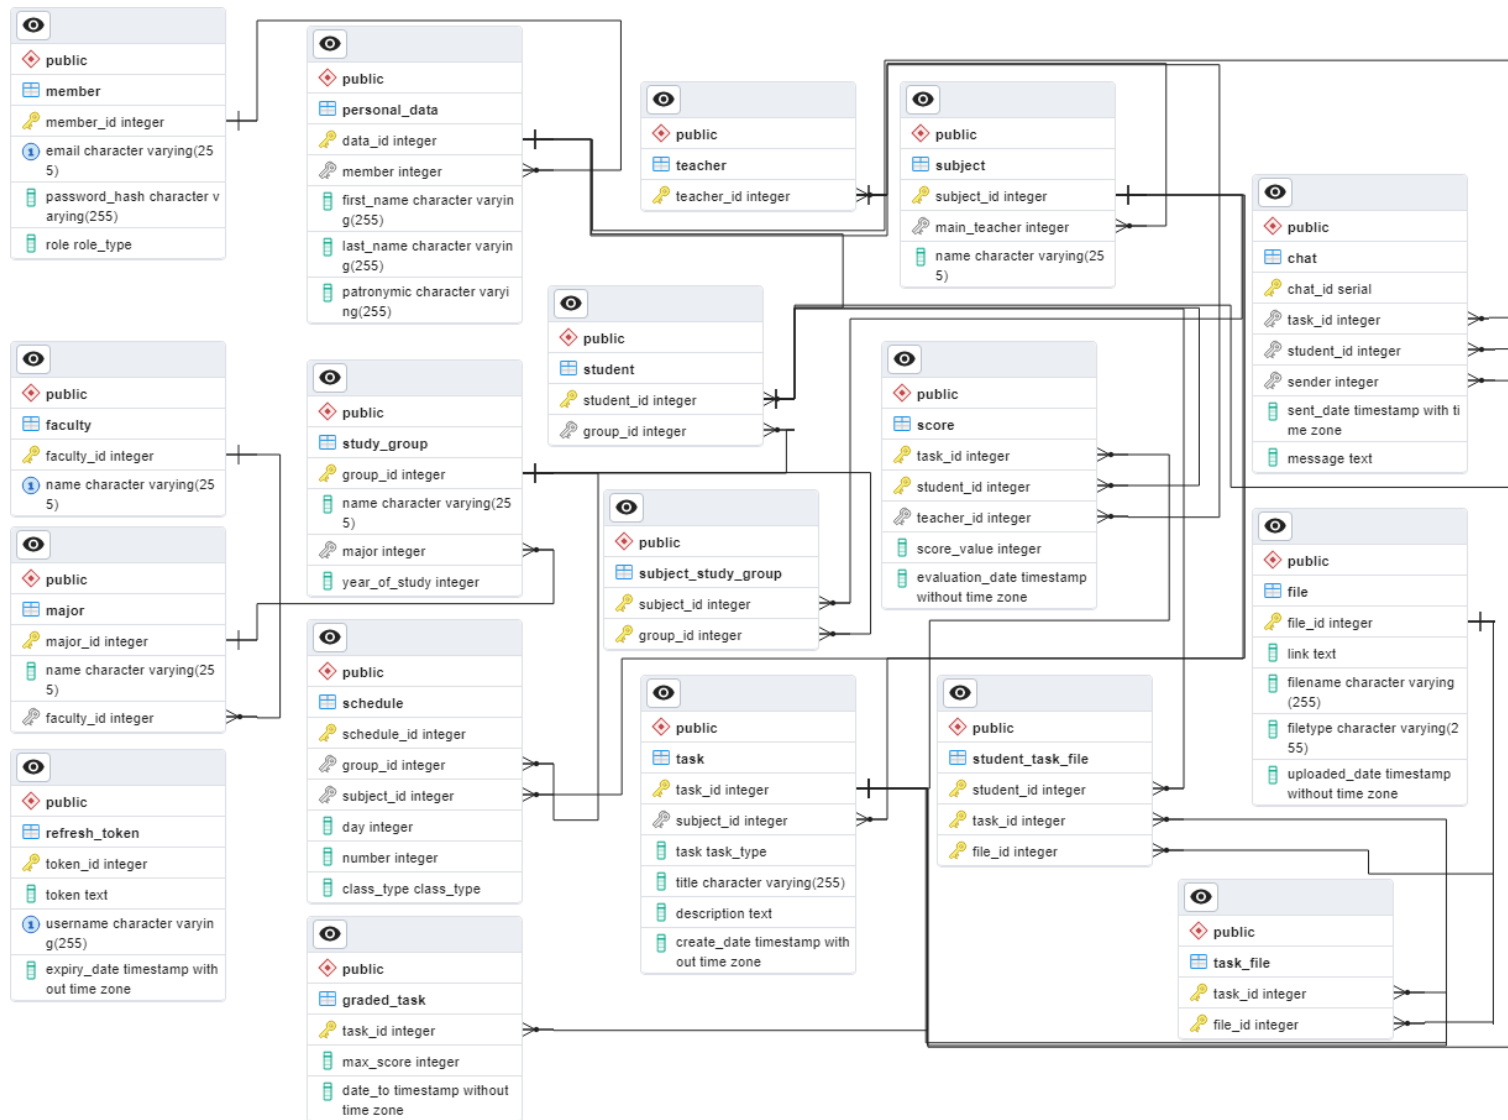 public
member
member_id integer
email character varying(25
5)
password_hash character v
arying(255)
role role_type
public
personal_data
data_id integer
member integer
first_name character varyin
g(255)
last_name character varyin
g(255)
patronymic character varyi
ng(255)
public
teacher
teacher_id integer
public
subject
subject_id integer
main_teacher integer
name character varying(25
5)
public
chat
chat_id serial
task_id integer
student_id integer
sender integer
sent_date timestamp with ti
me zone
message text
public
student
student_id integer
group_id integer
public
faculty
faculty_id integer
name character varying(25
5)
public
study_group
group_id integer
name character varying(25
5)
major integer
year_of_study integer
public
score
task_id integer
student_id integer
teacher_id integer
score_value integer
evaluation_date timestamp
without time zone
public
subject_study_group
subject_id integer
group_id integer
public
file
file_id integer
link text
filename character varying
(255)
filetype character varying(2
55)
uploaded_date timestamp
without time zone
public
major
major_id integer
name character varying(25
5)
faculty_id integer
public
schedule
schedule_id integer
group_id integer
subject_id integer
day integer
number integer
class_type class_type
public
task
task_id integer
subject_id integer
task task_type
title character varying(255)
description text
create_date timestamp with
out time zone
public
student_task_file
student_id integer
task_id integer
file_id integer
public
refresh_token
token_id integer
token text
username character varyin
g(255)
expiry_date timestamp with
out time zone
public
graded_task
task_id integer
max_score integer
date_to timestamp without
time zone
public
task_file
task_id integer
file_id integer